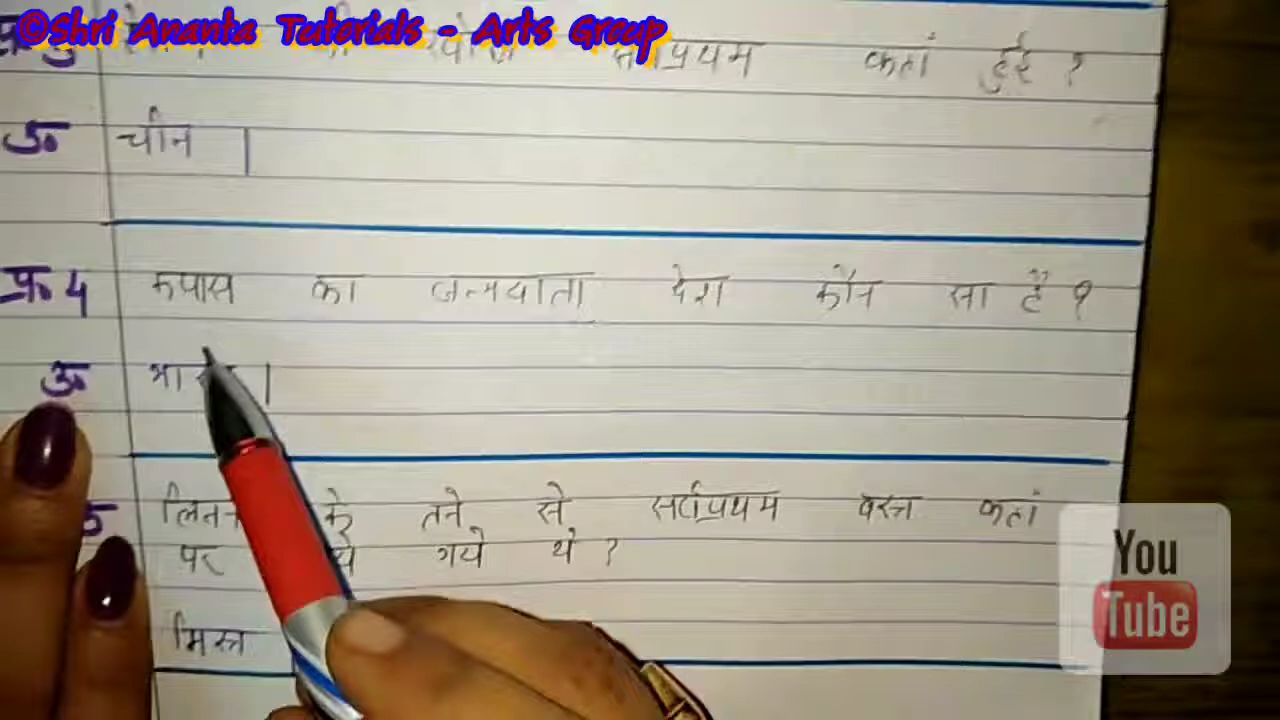 ©Shri Ananta Tutorials - Arts Group
सर्वप्रथम कहां हुई ?
उ० चीन |
प्र० 4 कपास का जन्मदाता देश कौन सा है ?
उ०
लिनन के तने से सर्वप्रथम वस्त्र कहां
पर गये थे ?
मिस्त्र
You
Tube